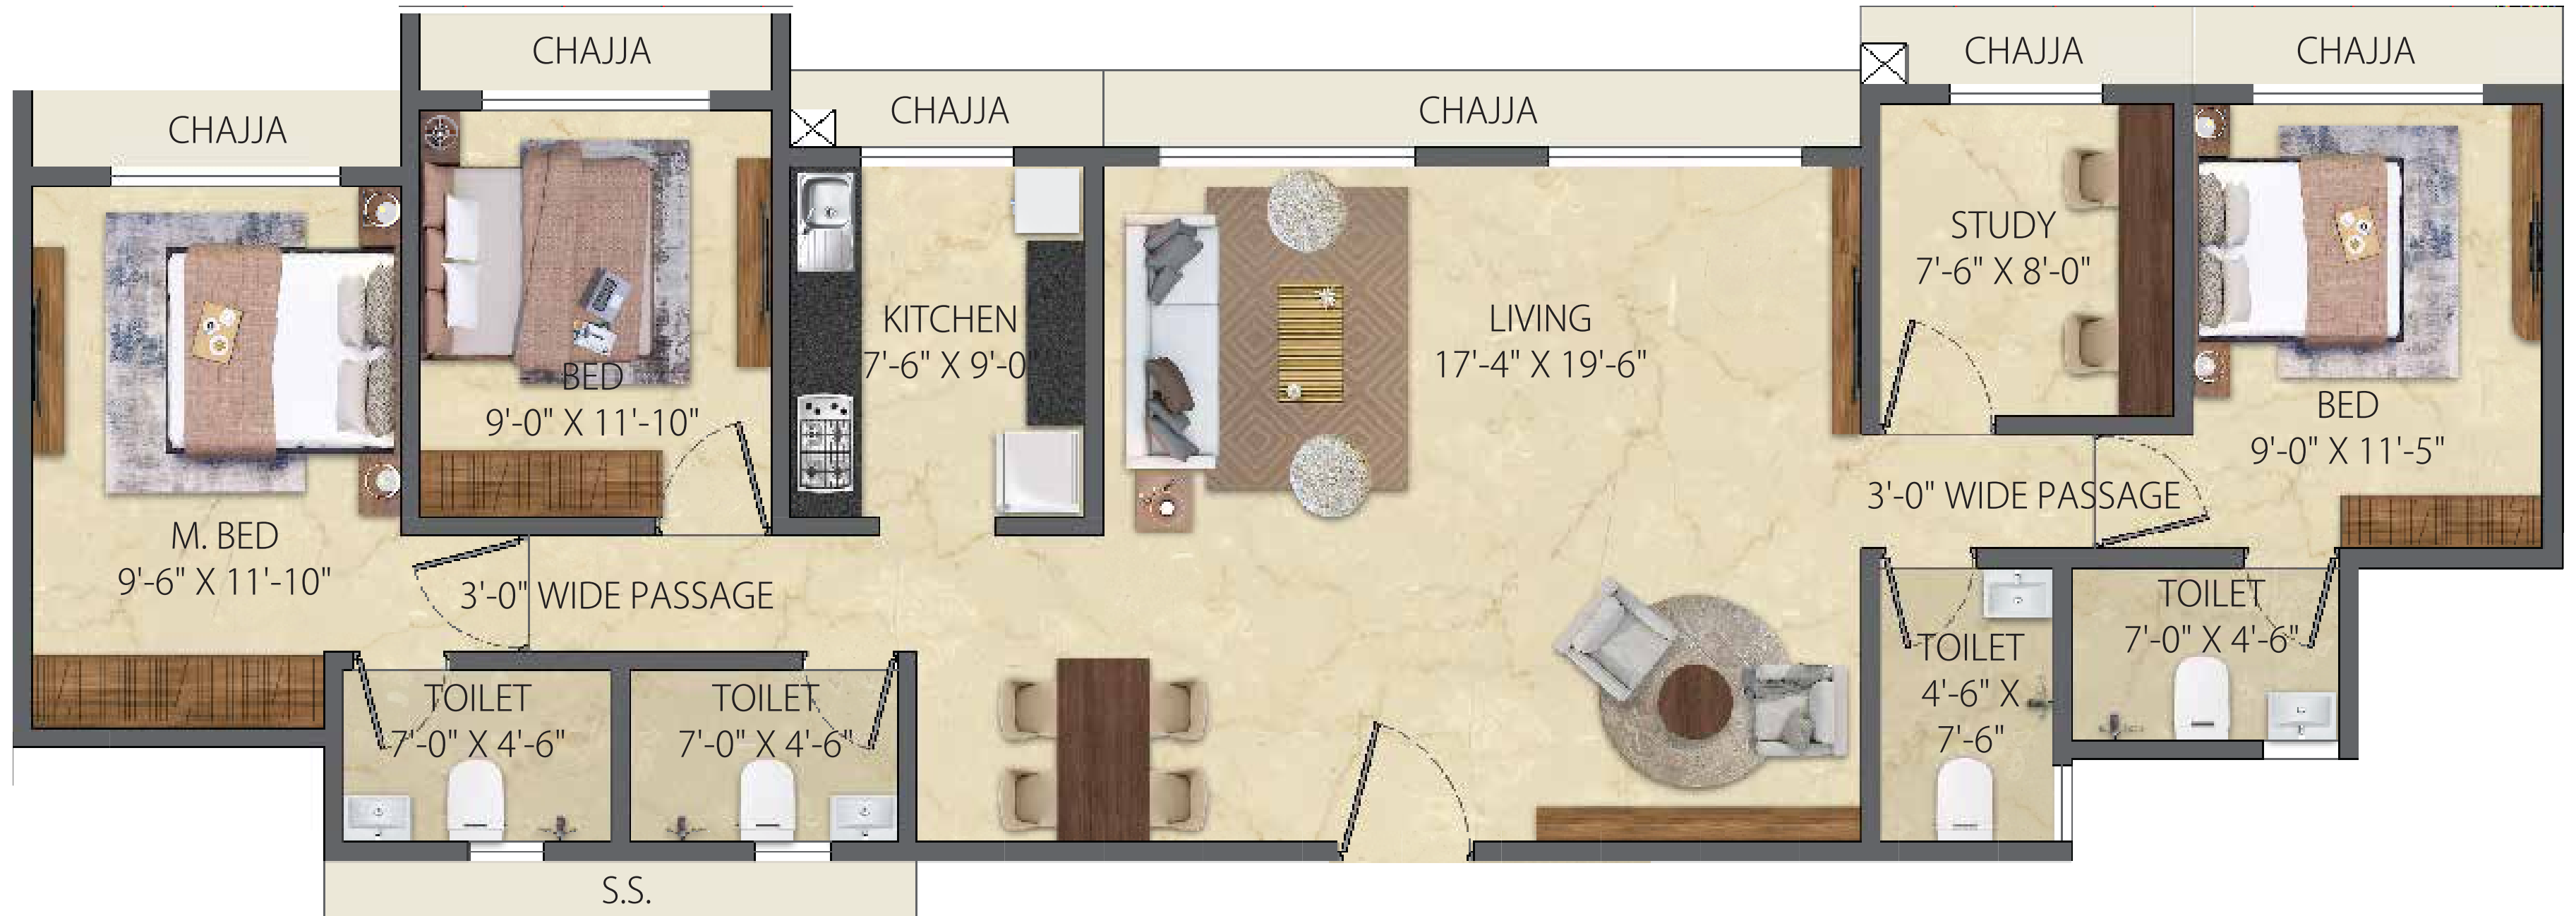 CHAJJA
CHAJJA
CHAJJA
CHAJJA
CHAJJA
CHAJJA
M. BED
9'-6" X 11'-10"
BED
9'-0" X 11'-10"
KITCHEN
7'-6" X 9'-0
LIVING
17'-4" X 19'-6"
STUDY
7'-6" X 8'-0"
BED
9'-0" X 11'-5"
3'-0" WIDE PASSAGE
3'-0" WIDE PASSAGE
TOILET
7'-0" X 4'-6"
TOILET
7'-0" X 4'-6"
TOILET
4'-6" X
7'-6"
TOILET
7'-0" X 4'-6"
S.S.